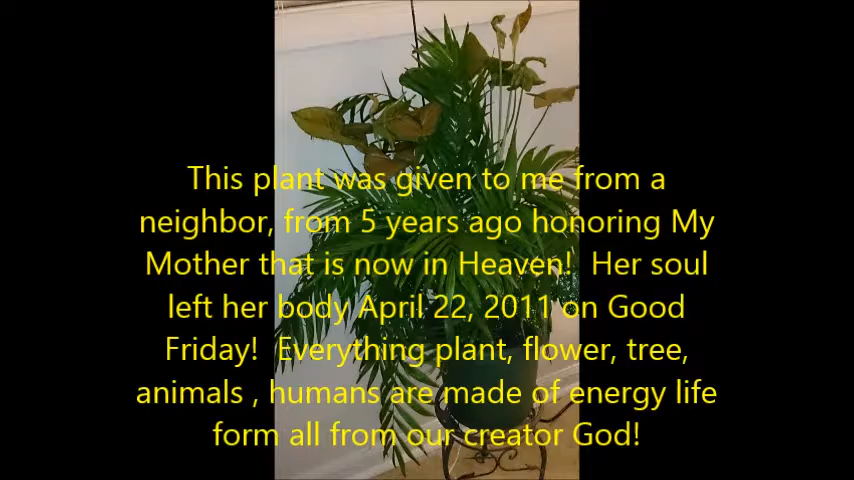 This plant was given to me from a
neighbor, from 5 years ago honoring My
Mother that is now in Heaven!  Her soul
left her body April 22, 2011 on Good
Friday!  Everything plant, flower, tree,
animals , humans are made of energy life
form all from our creator God!